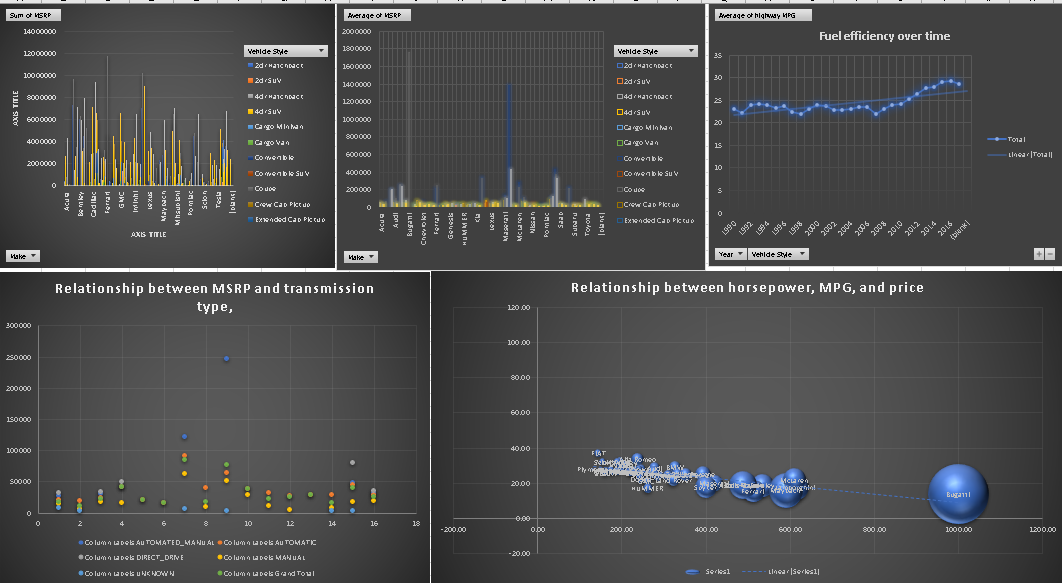 Sum of MSRP
14000000
12000000
10000000
8000000
6000000
4000000
2000000
0
AXIS TITLE
Acura
Bentley
Cadillac
Ferrari
GMC
Infiniti
Lexus
Maybach
Mitsubishi
Pontiac
Scion
Tesla
(blank)
AXIS TITLE
Vehicle Style
2dr Hatchback
2dr SUV
4dr Hatchback
4dr SUV
Cargo Minivan
Cargo Van
Convertible
Convertible SUV
Coupe
Crew Cab Pickup
Extended Cab Pickup
Make
Average of MSRP
2000000
1800000
1600000
1400000
1200000
1000000
800000
600000
400000
200000
0
Acura
Audi
Bugatti
Chevrolet
Ferrari
Genesis
HUMMER
Kia
Lexus
Maserati
McLaren
Nissan
Pontiac
Saab
Subaru
Toyota
(blank)
Vehicle Style
2dr Hatchback
2dr SUV
4dr Hatchback
4dr SUV
Cargo Minivan
Cargo Van
Convertible
Convertible SUV
Coupe
Crew Cab Pickup
Extended Cab Pickup
Make
Average of highway MPG
Fuel efficiency over time
35
30
25
20
15
10
5
0
1990
1992
1994
1996
1998
2000
2002
2004
2006
2008
2010
2012
2014
2016
(blank)
Total
Linear (Total)
Year
Vehicle Style
Relationship between MSRP and transmission
type,
300000
250000
200000
150000
100000
50000
0
0 2 4 6 8 10 12 14 16 18
Column Labels AUTOMATED_MANUAL
Column Labels AUTOMATIC
Column Labels DIRECT_DRIVE
Column Labels MANUAL
Column Labels UNKNOWN
Column Labels Grand Total
Relationship between horsepower, MPG, and price
120.00
100.00
80.00
60.00
40.00
20.00
0.00
-20.00
-200.00 0.00 200.00 400.00 600.00 800.00 1000.00 1200.00
FIAT
Alfa Romeo
BMW
Land Rover
HUMMER
Spyker
Ferrari
McLaren
Lamborghini
Maybach
Bugatti
Series1
Linear (Series1)